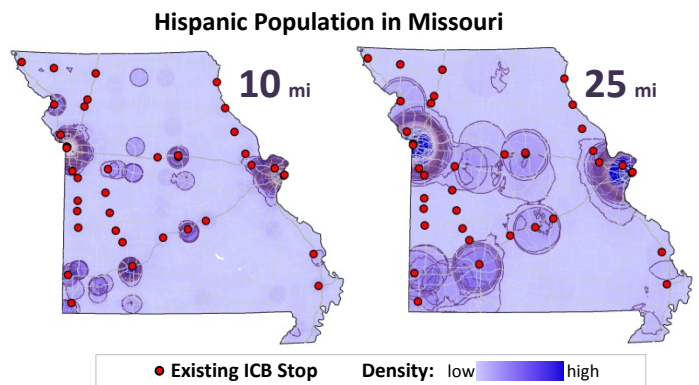 Hispanic Population in Missouri
10 mi
25 mi
Existing ICB Stop Density: low high